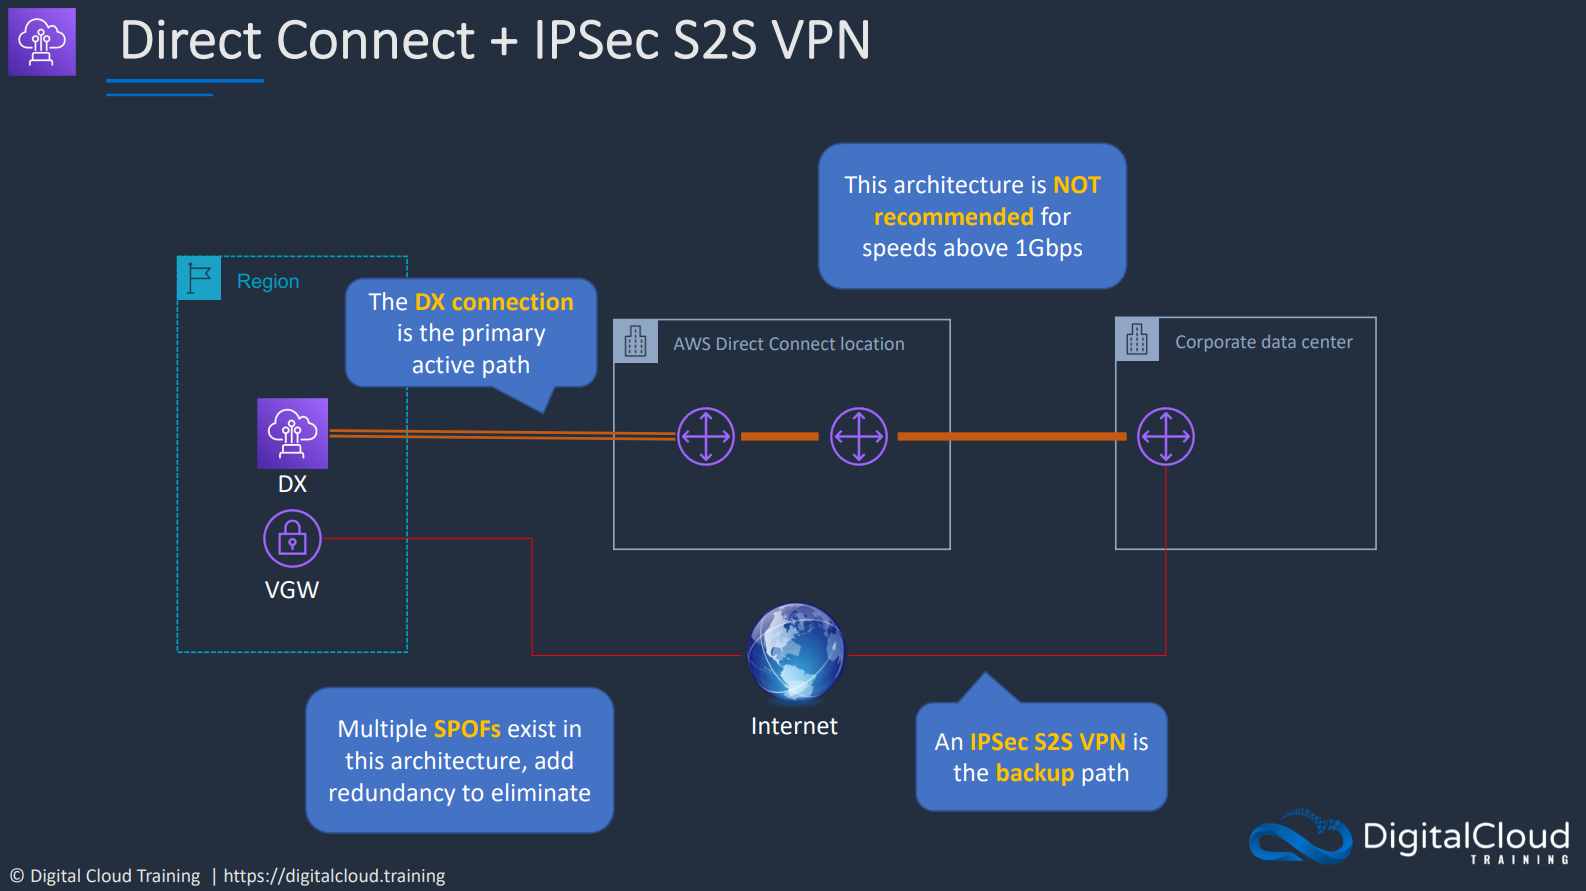 Direct Connect + IPSec S2S VPN
This architecture is NOT
recommended for
speeds above 1Gbps
Region
The DX connection
is the primary
active path
AWS Direct Connect location
Corporate data center
DX
VGW
Internet
Multiple SPOFs exist in
this architecture, add
redundancy to eliminate
An IPSec S2S VPN is
the backup path
DigitalCloud
TRAINING
© Digital Cloud Training | https://digitalcloud.training